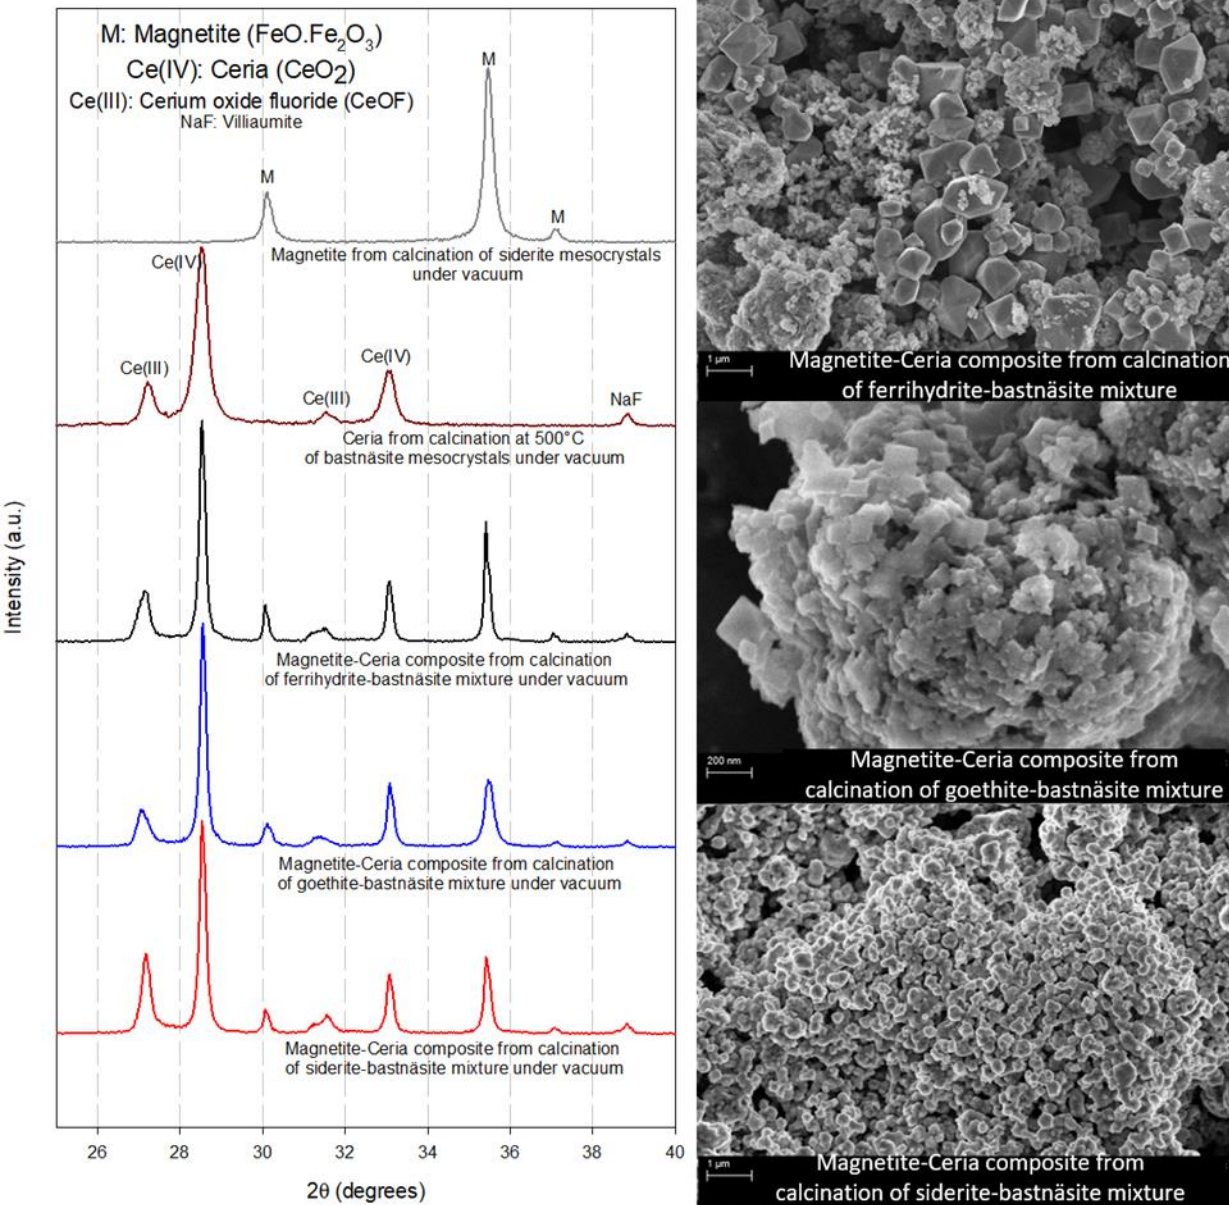 M: Magnetite (FeO.Fe2O3)
Ce(IV): Ceria (CeO2)
Ce(III): Cerium oxide fluoride (CeOF)
NaF: Villiaumite
M
M
M
Magnetite from calcination of siderite mesocrystals
under vacuum
Ce(IV)
Ce(III)
Ce(III)
Ce(IV)
NaF
Ceria from calcination at 500°C
of bastnäsite mesocrystals under vacuum
Magnetite-Ceria composite from calcination
of ferrihydrite-bastnäsite mixture under vacuum
Magnetite-Ceria composite from calcination
of goethite-bastnäsite mixture under vacuum
Magnetite-Ceria composite from calcination
of siderite-bastnäsite mixture under vacuum
Intensity (a.u.)
26 28 30 32 34 36 38 40
2θ (degrees)
1 µm
Magnetite-Ceria composite from calcination
of ferrihydrite-bastnäsite mixture
200 nm
Magnetite-Ceria composite from
calcination of goethite-bastnäsite mixture
1 µm
Magnetite-Ceria composite from
calcination of siderite-bastnäsite mixture